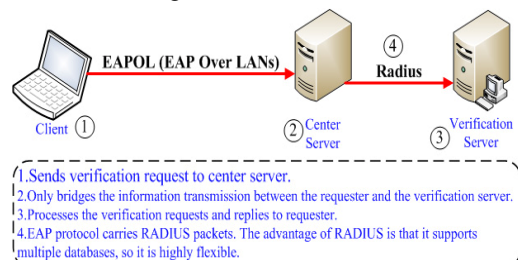 EAPOL (EAP Over LANs)
④
Radius
Client ①
② Center
Server
③ Verification
Server
1.Sends verification request to center server.
2.Only bridges the information transmission between the requester and the verification server.
3.Processes the verification requests and replies to requester.
4.EAP protocol carries RADIUS packets. The advantage of RADIUS is that it supports
multiple databases, so it is highly flexible.